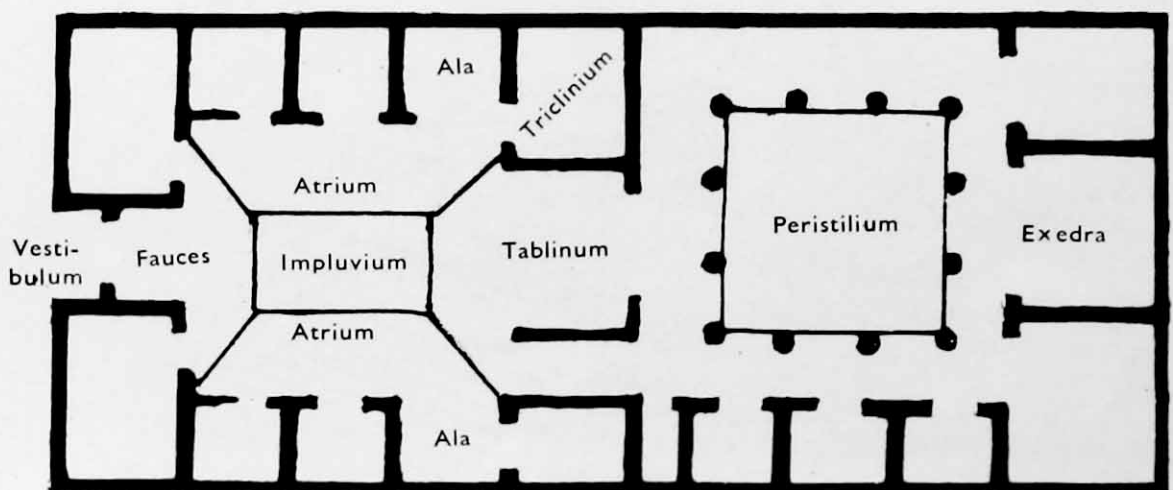 Ala
Triclinium
Atrium
Vesti-
bulum
Fauces
Impluvium
Tablinum
Peristilium
Exedra
Atrium
Ala